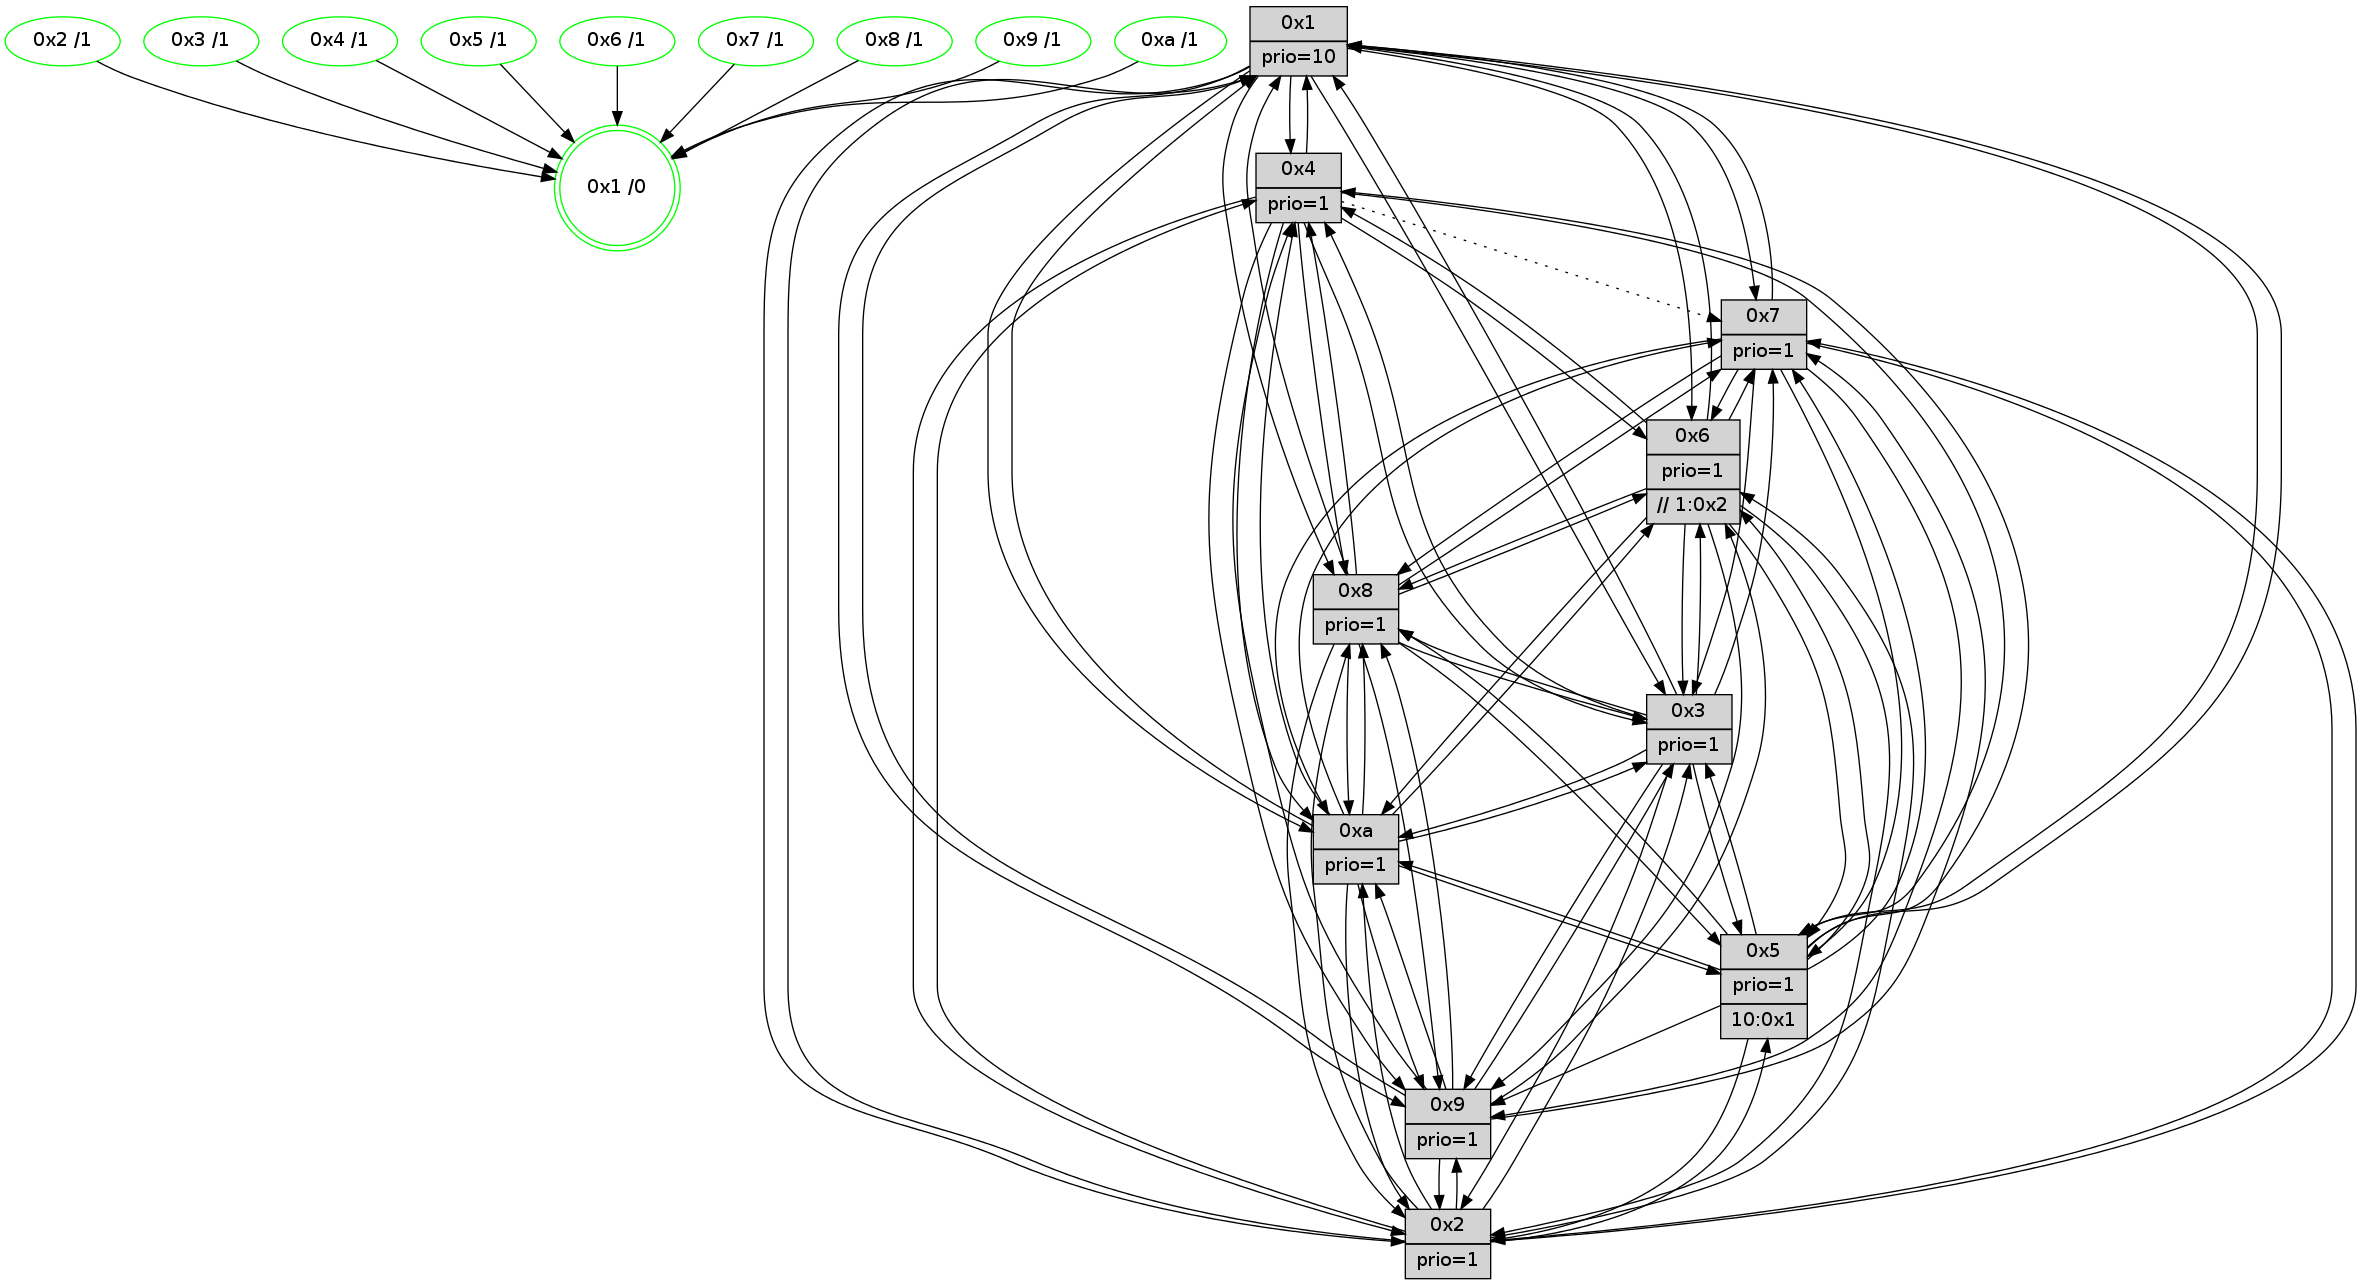 0x2 /1
0x3 /1
0x4 /1
0x5 /1
0x6 /1
0x7 /1
0x8 /1
0x9 /1
0xa /1
0x1
prio=10
0x1 /0
0x4
prio=1
0x7
prio=1
0x6
prio=1
// 1:0x2
0x8
prio=1
0x3
prio=1
0xa
prio=1
0x5
prio=1
10:0x1
0x9
prio=1
0x2
prio=1